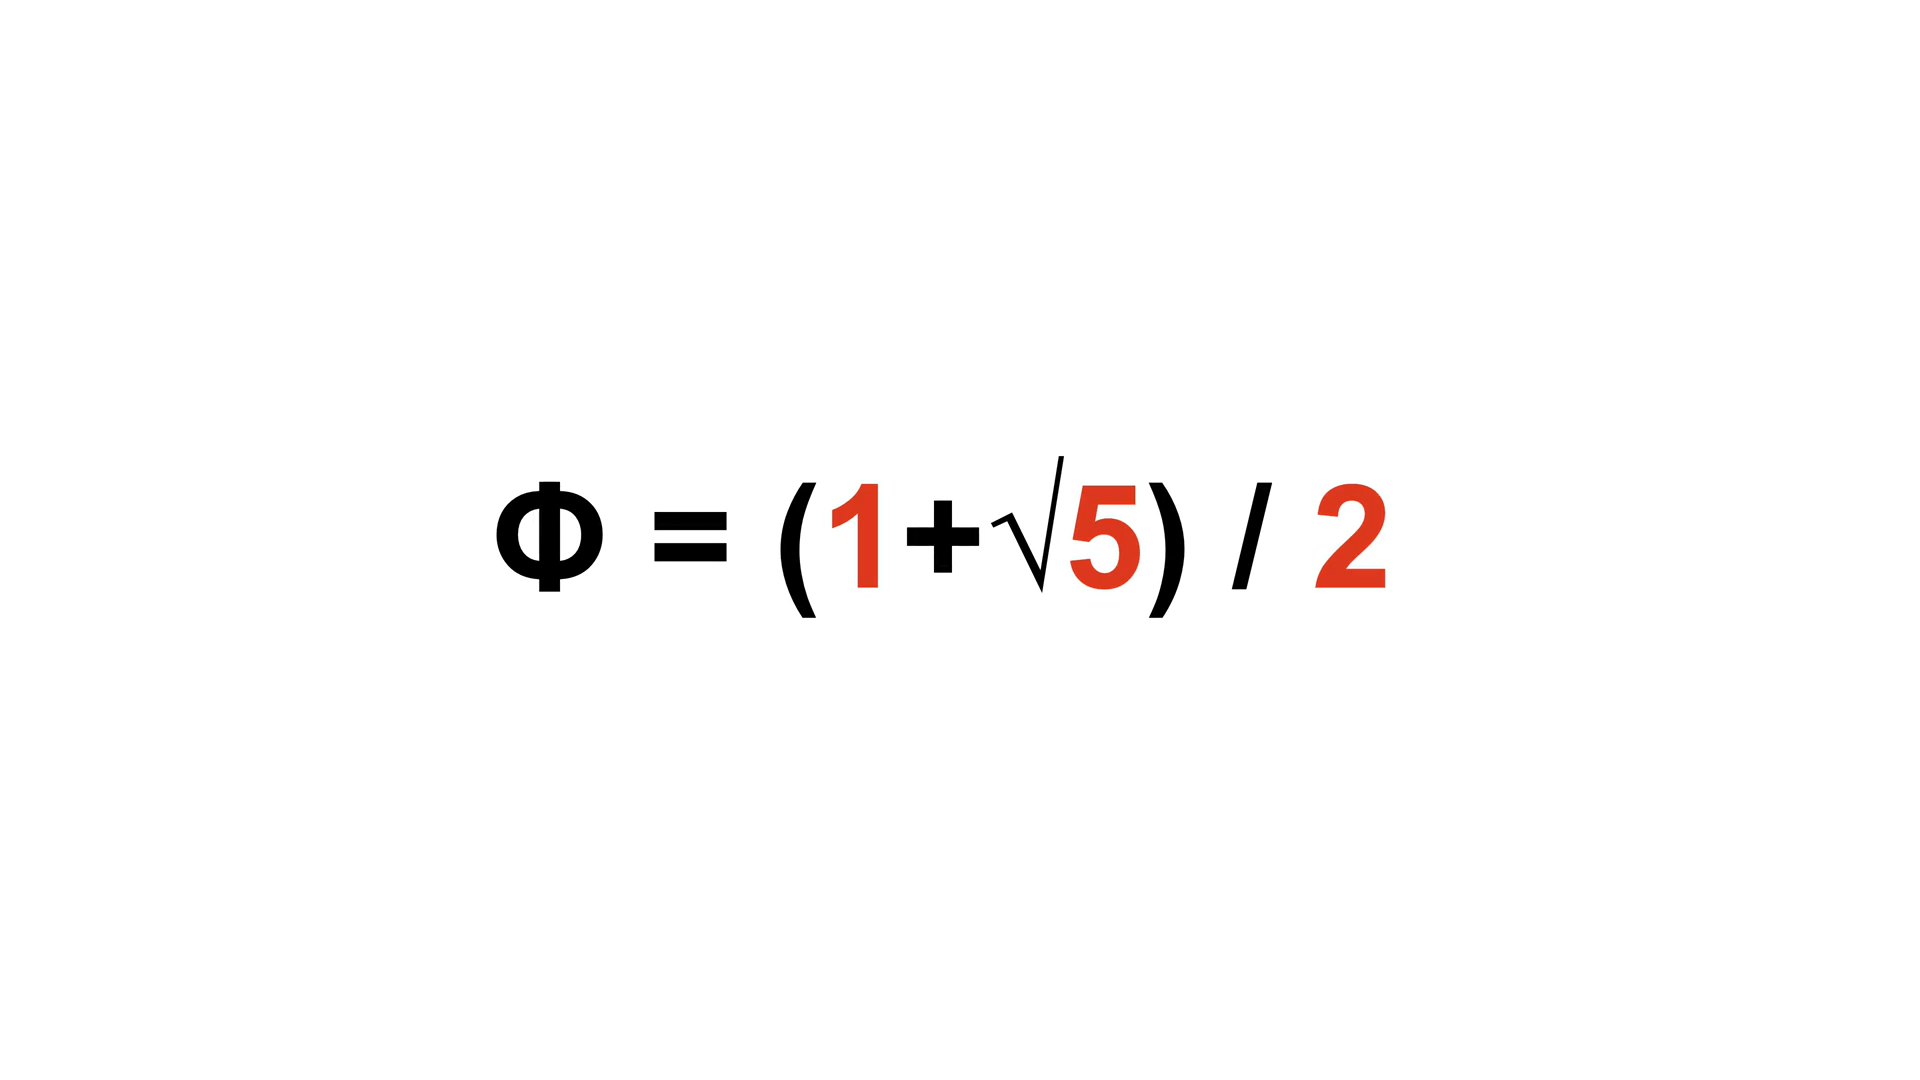 Φ = (1+√5) / 2